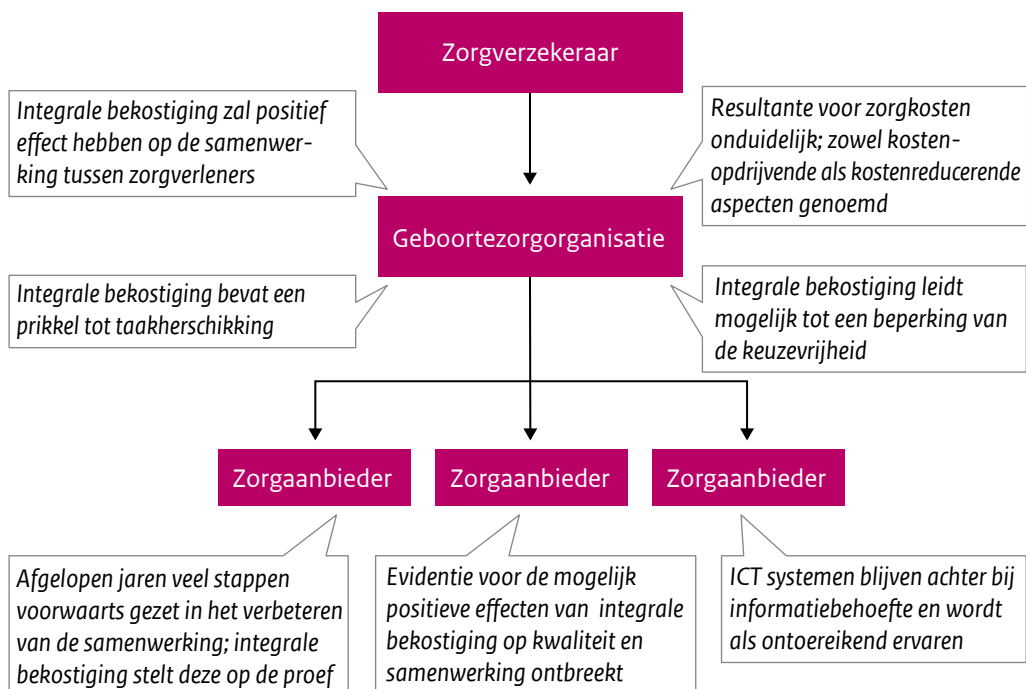 Zorgverzekeraar
Integrale bekostiging zal positief
effect hebben op de samenwer-
king tussen zorgverleners
Resultante voor zorgkosten
onduidelijk; zowel kosten-
opdrijvende als kostenreducerende
aspecten genoemd
Geboortezorgorganisatie
Integrale bekostiging bevat een
prikkel tot taakherschikking
Integrale bekostiging leidt
mogelijk tot een beperking van
de keuzevrijheid
Zorgaanbieder
Zorgaanbieder
Zorgaanbieder
Afgelopen jaren veel stappen
voorwaarts gezet in het verbeteren
van de samenwerking; integrale
bekostiging stelt deze op de proef
Evidentie voor de mogelijk
positieve effecten van integrale
bekostiging op kwaliteit en
samenwerking ontbreekt
ICT systemen blijven achter bij
informatiebehoefte en wordt
als ontoereikend ervaren